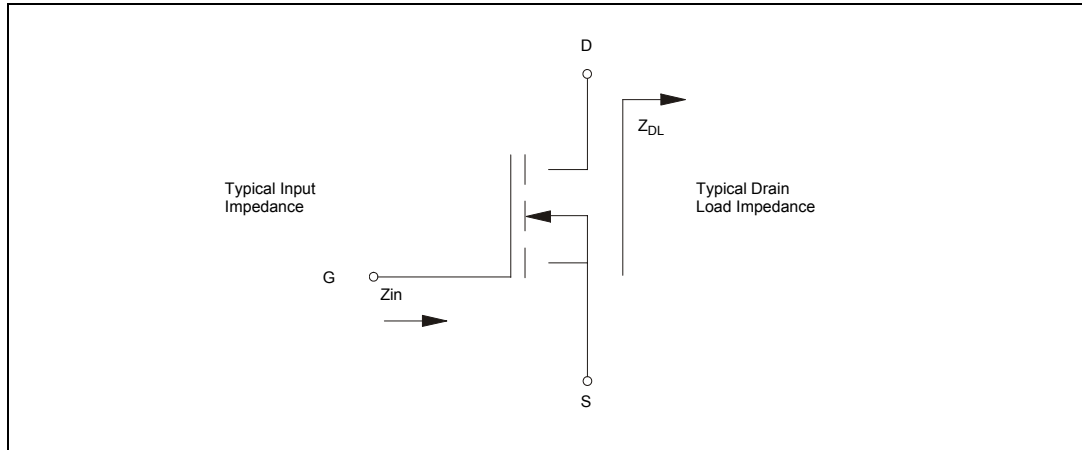 D
Z_DL
Typical Input
Impedance
Typical Drain
Load Impedance
G
Zin
S